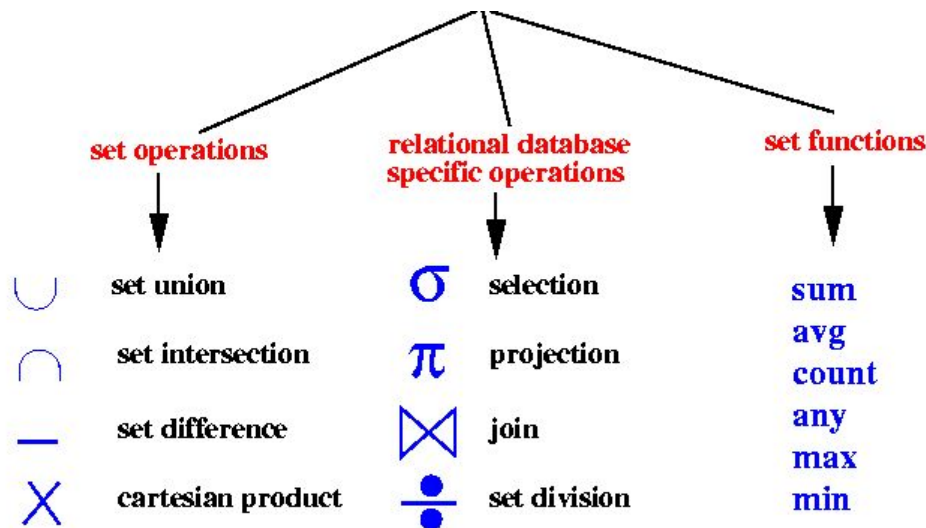 set operations
relational database
specific operations
set functions
∪ set union
∩ set intersection
— set difference
× cartesian product
σ selection
π projection
⋈ join
÷ set division
sum
avg
count
any
max
min